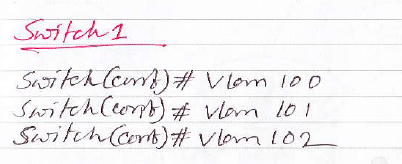 Switch 1
Switch(conf)# Vlan 100
Switch(conf)# Vlan 101
Switch(conf)# Vlan 102